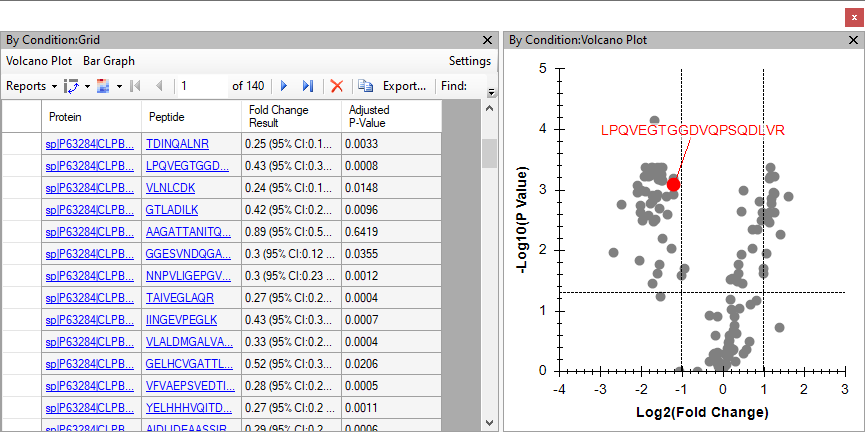 x
By Condition:Grid
Volcano Plot Bar Graph Settings
Reports 1 of 140 Export... Find:
Protein Peptide Fold Change Result Adjusted P-Value
sp|P63284|CLPB... TDINQALNR 0.25 (95% CI:0.1... 0.0033
sp|P63284|CLPB... LPQVEGTGGD... 0.43 (95% CI:0.3... 0.0008
sp|P63284|CLPB... VLNLCDK 0.24 (95% CI:0.1... 0.0148
sp|P63284|CLPB... GTLADILK 0.42 (95% CI:0.2... 0.0096
sp|P63284|CLPB... AAGATTANITQ... 0.89 (95% CI:0.5... 0.6419
sp|P63284|CLPB... GGESVNDQGA... 0.3 (95% CI:0.12 ... 0.0355
sp|P63284|CLPB... NNPVLIGEPGV... 0.3 (95% CI:0.23 ... 0.0012
sp|P63284|CLPB... TAIVEGLAQR 0.27 (95% CI:0.2... 0.0004
sp|P63284|CLPB... IINGEVPEGLK 0.43 (95% CI:0.3... 0.0007
sp|P63284|CLPB... VLALDMGALVA... 0.33 (95% CI:0.2... 0.0004
sp|P63284|CLPB... GELHCVGATTL... 0.52 (95% CI:0.3... 0.0206
sp|P63284|CLPB... VFVAEPSVEDTI... 0.28 (95% CI:0.2... 0.0005
sp|P63284|CLPB... YELHHHVQITD... 0.27 (95% CI:0.2... 0.0011
sp|P63284|CLPB... AIDLIDEAASSIR 0.29 (95% CI:0.2... 0.0006
By Condition:Volcano Plot
5
4
3
2
1
0
-Log10(P Value)
LPQVEGTGGDVQPSQDLVR
-4 -3 -2 -1 0 1 2 3
Log2(Fold Change)